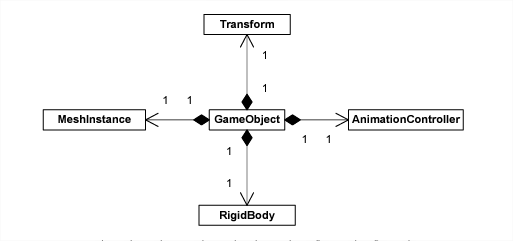 Transform
1
1
1 1
MeshInstance GameObject AnimationController
1 1 1
1
RigidBody